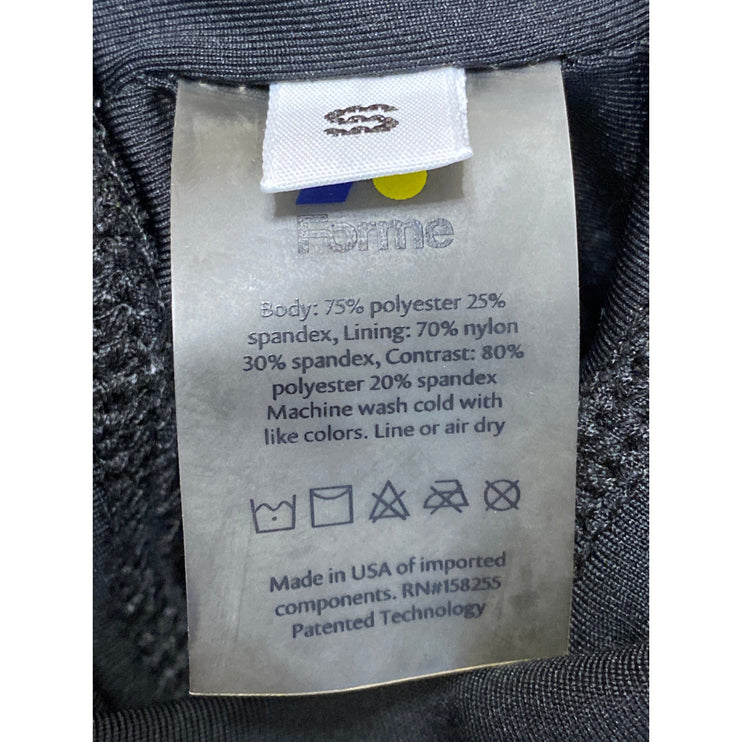 S
Forme
Body: 75% polyester 25%
spandex, Lining: 70% nylon
30% spandex, Contrast: 80%
polyester 20% spandex
Machine wash cold with
like colors. Line or air dry
Made in USA of imported
components. RN#158255
Patented Technology